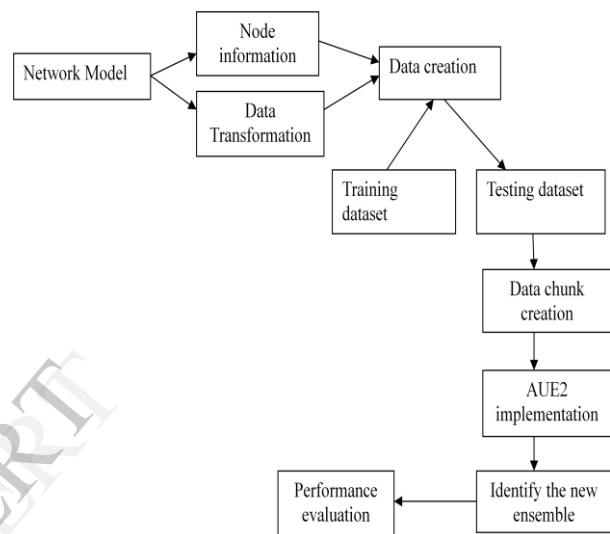 Node
information
Network Model
Data creation
Data
Transformation
Training
dataset
Testing dataset
Data chunk
creation
AUE2
implementation
Performance
evaluation
Identify the new
ensemble
ERT